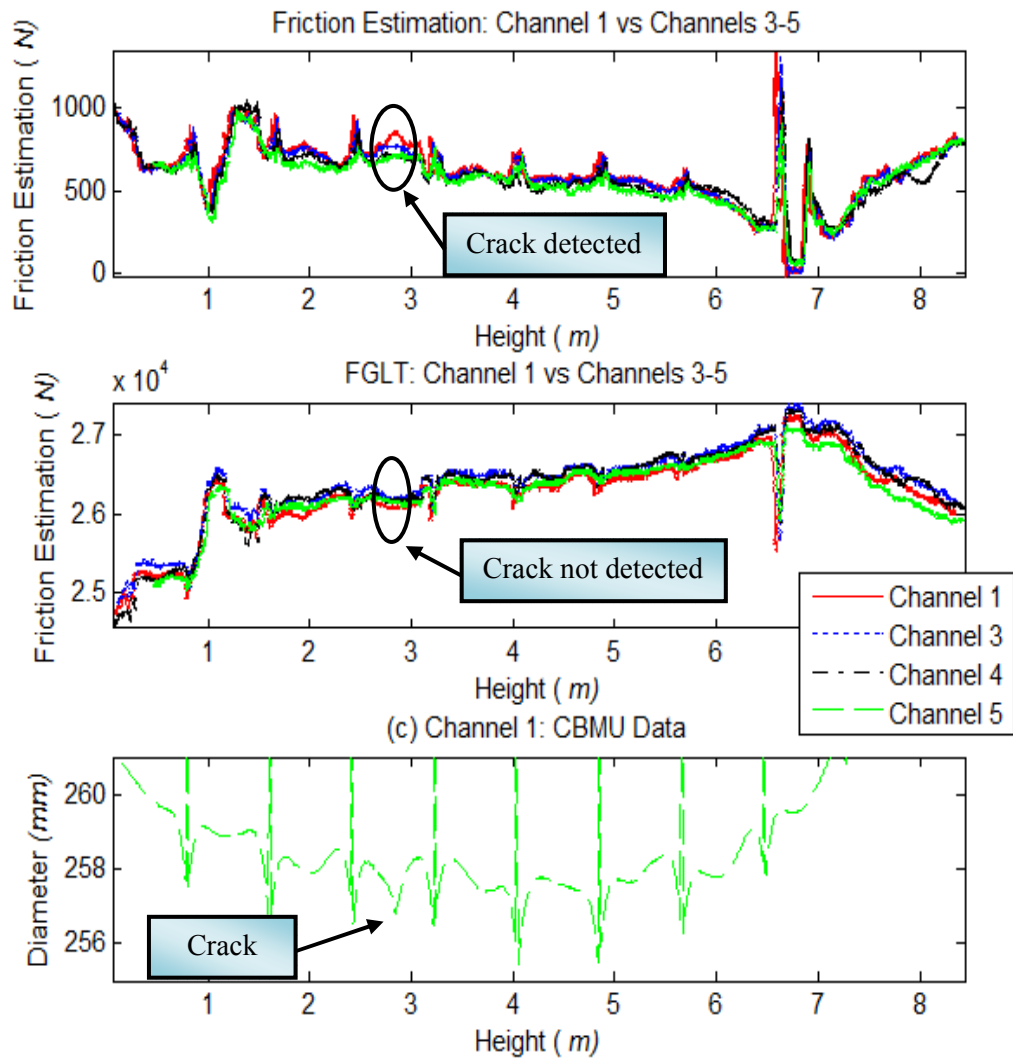 Friction Estimation: Channel 1 vs Channels 3-5
Friction Estimation ( N)
1000
500
0
Crack detected
1 2 3 4 5 6 7 8
Height ( m)
FGLT: Channel 1 vs Channels 3-5
x 10^4
Friction Estimation ( N)
2.7
2.6
2.5
Crack not detected
1 2 3 4 5 6
Height ( m)
Channel 1
Channel 3
Channel 4
Channel 5
(c) Channel 1: CBMU Data
Diameter (mm)
260
258
256
Crack
1 2 3 4 5 6 7 8
Height ( m)